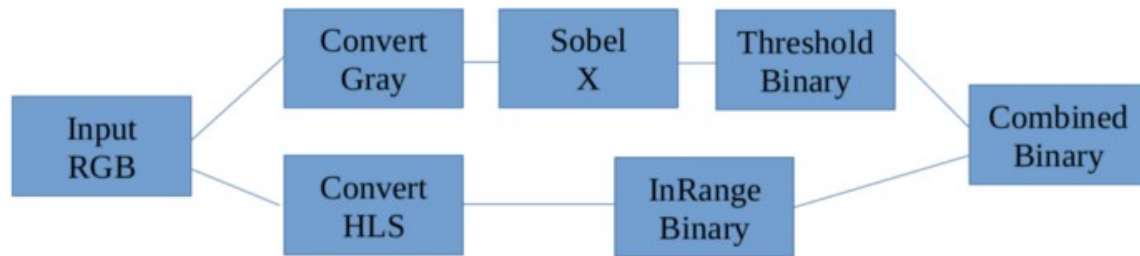 Convert
Gray
Sobel
X
Threshold
Binary
Input
RGB
Combined
Binary
Convert
HLS
InRange
Binary